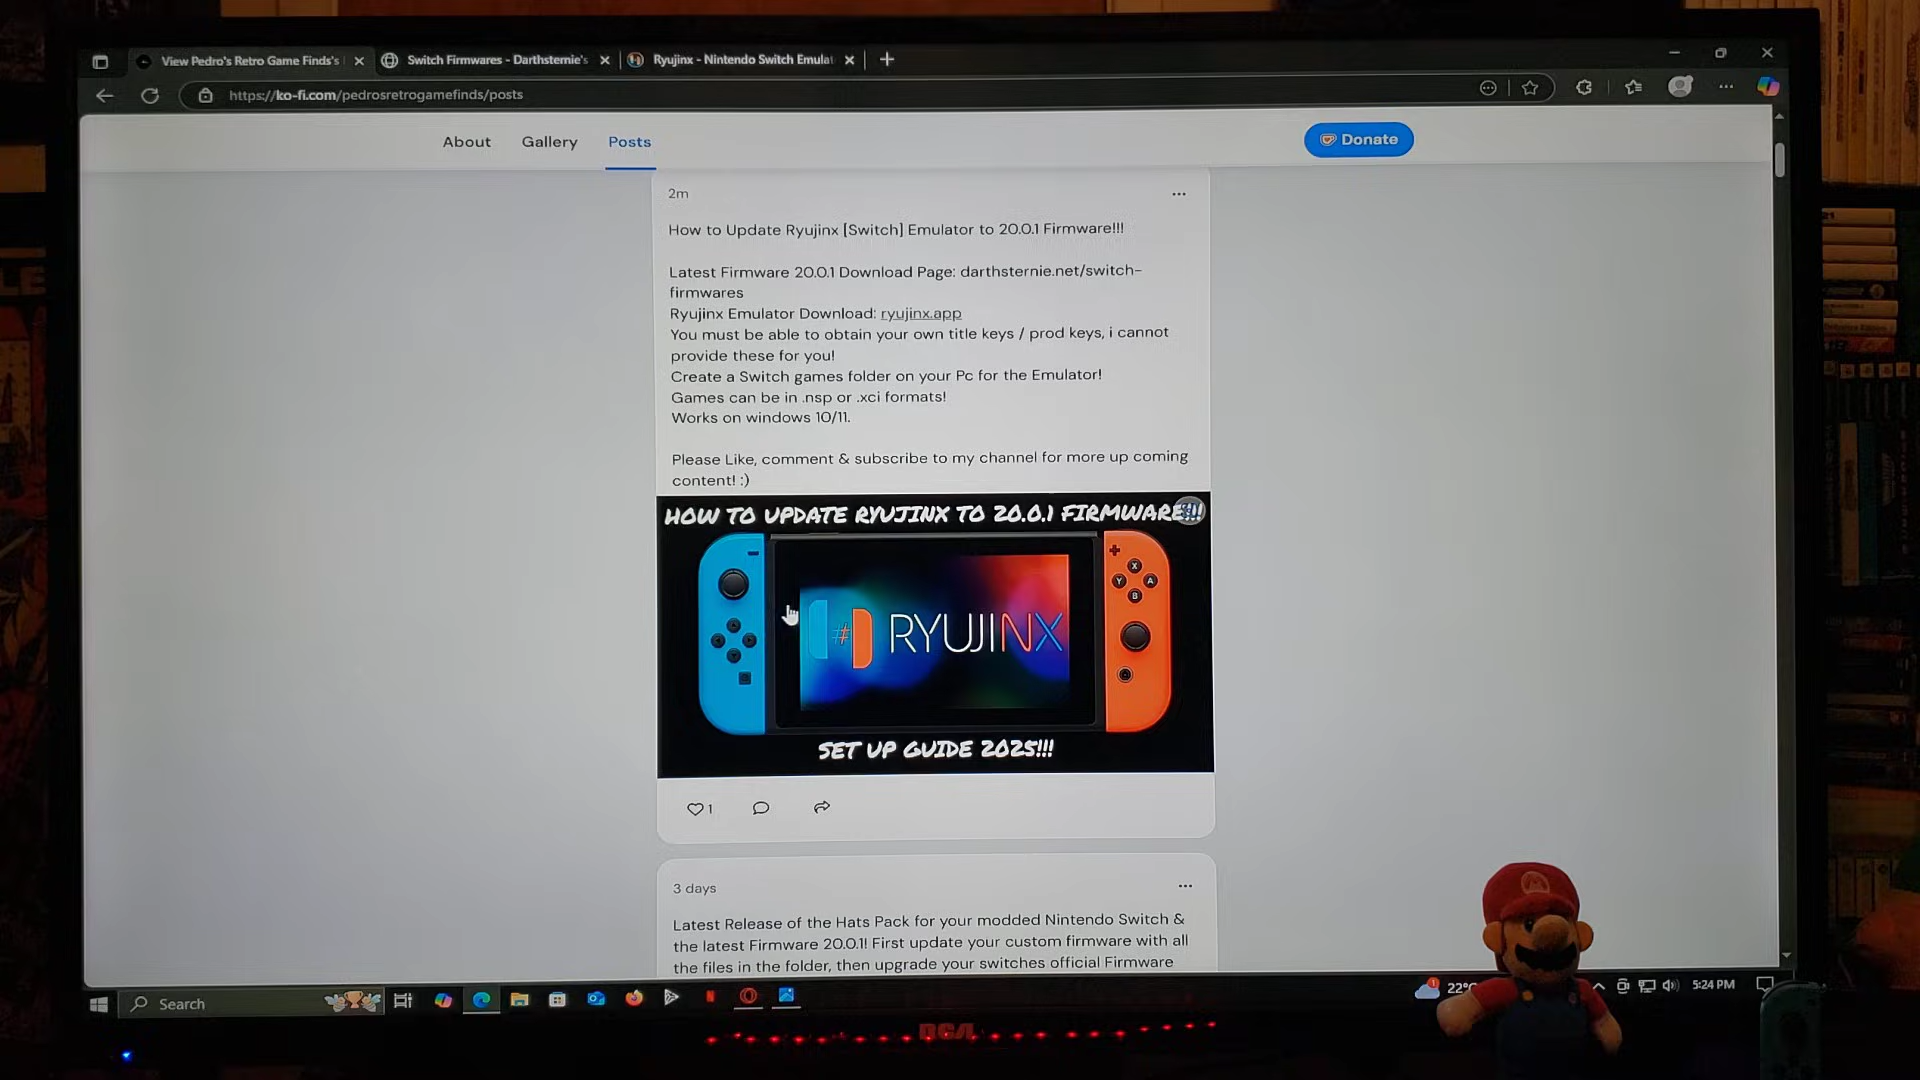 View Pedro's Retro Game Finds's
Switch Firmwares - Darthsternie's
Ryujinx - Nintendo Switch Emulat
https://ko-fi.com/pedrosretrogamefinds/posts
About
Gallery
Posts
Donate
2m
How to Update Ryujinx [Switch] Emulator to 20.0.1 Firmware!!!
Latest Firmware 20.0.1 Download Page: darthsternie.net/switch-
firmwares
Ryujinx Emulator Download: ryujinx.app
You must be able to obtain your own title keys / prod keys, i cannot
provide these for you!
Create a Switch games folder on your Pc for the Emulator!
Games can be in .nsp or .xci formats!
Works on windows 10/11.
Please Like, comment & subscribe to my channel for more up coming
content! :)
HOW TO UPDATE RYUJINX TO 20.0.1 FIRMWARE!!!
X
Y
A
B
RYUJINX
SET UP GUIDE 2025!!!
1
3 days
Latest Release of the Hats Pack for your modded Nintendo Switch &
the latest Firmware 20.0.1! First update your custom firmware with all
the files in the folder, then upgrade your switches official Firmware
Search
22°
5:24 PM
RCA
M